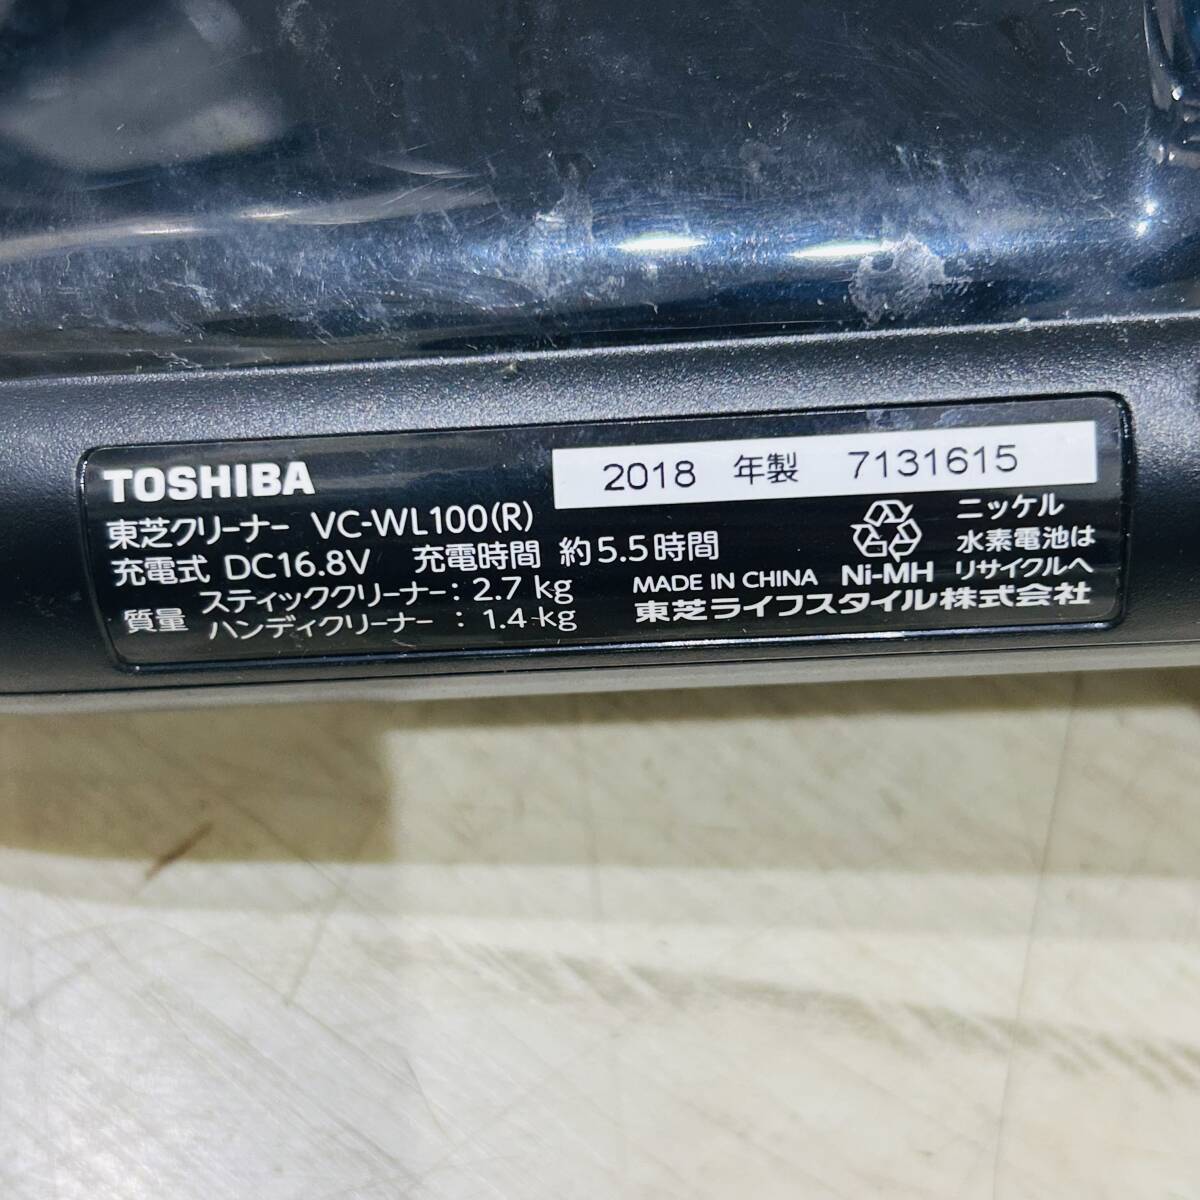 TOSHIBA
2018 年製 7131615
東芝クリーナー VC-WL100(R)
充電式 DC16.8V 充電時間 約5.5時間
質量 スティッククリーナー: 2.7 kg
ハンディクリーナー : 1.4 kg
Ni-MH
ニッケル
水素電池は
リサイクルへ
MADE IN CHINA
東芝ライフスタイル株式会社